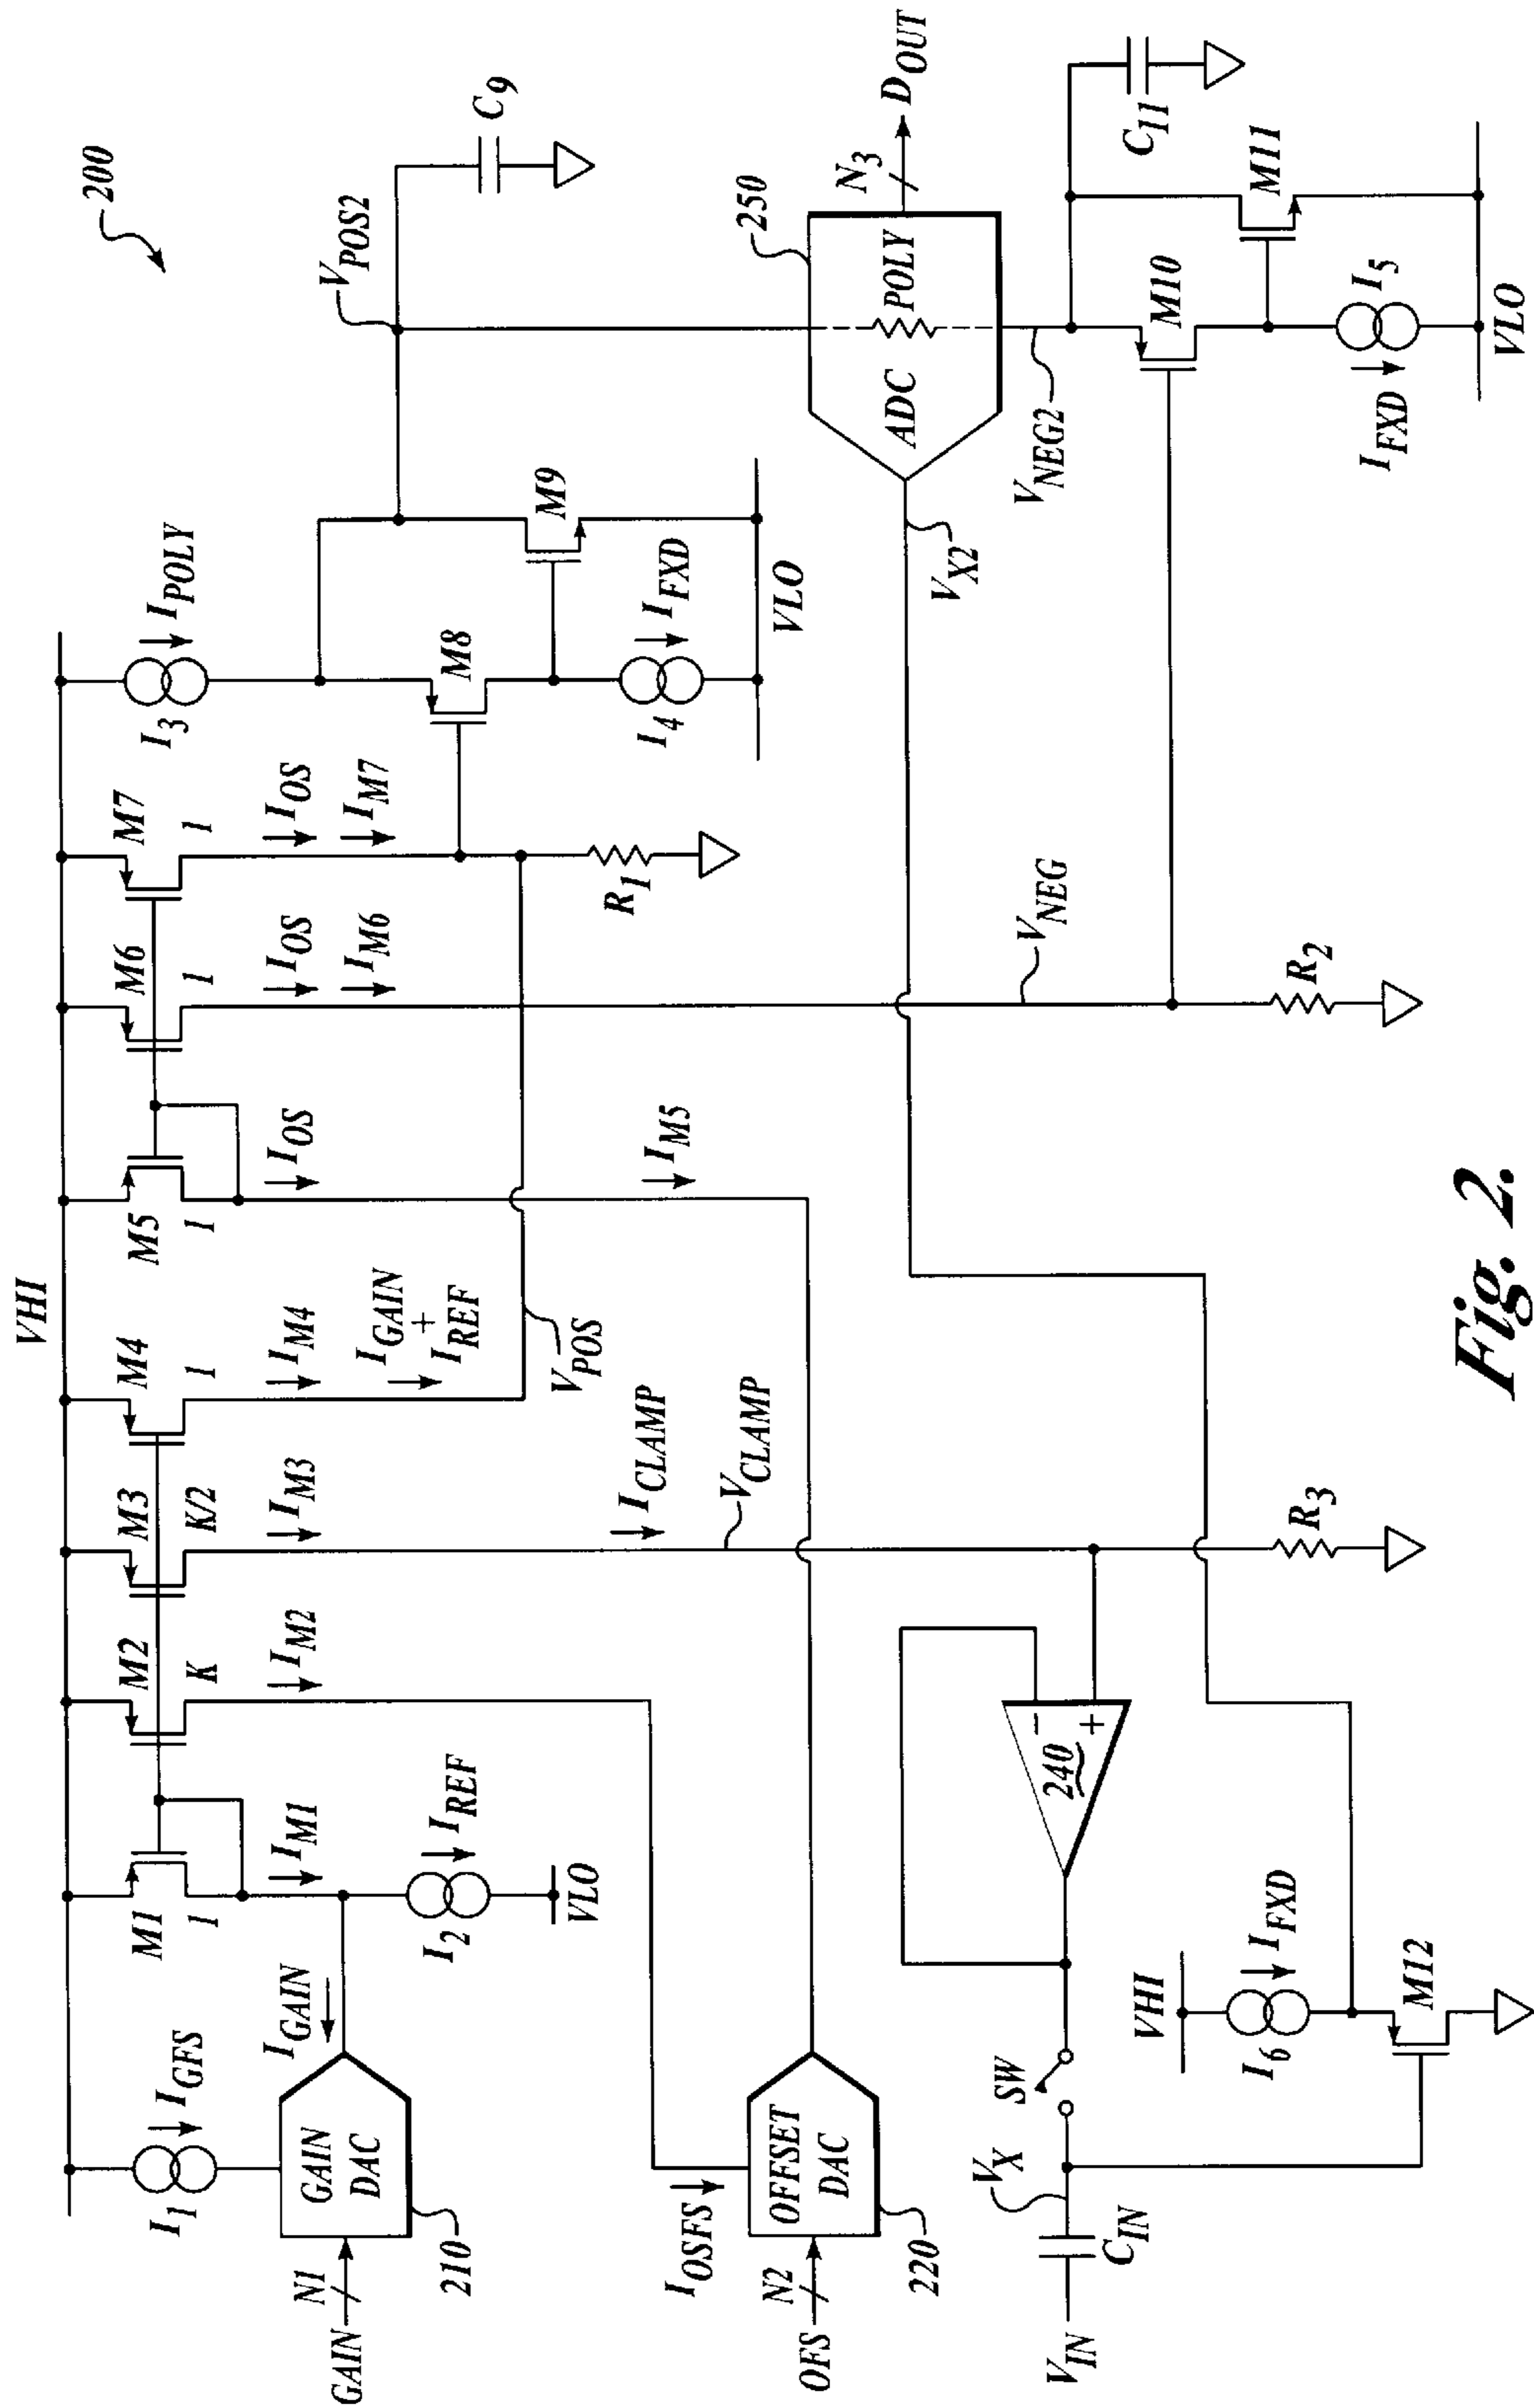 200
VHI
M1
1
M2
K
M3
K/2
M4
1
M5
1
M6
1
M7
1
I1
IGFS
IGAIN
GAIN
N1
GAIN
DAC
210
IM1
I2
IREF
VLO
IM2
IM3
ICLAMP
VCLAMP
IM4
IGAIN
+
IREF
VPOS
IOS
IM5
IOS
IM6
IOS
IM7
R1
I3
IPOLY
M8
M9
I4
IFXD
VLO
VPOS2
C9
IOSFS
OFS
N2
OFFSET
DAC
220
250
ADC
POLY
N3
DOUT
VX2
VNEG2
VNEG
R2
M10
M11
C11
IFXD
I5
VLO
240
−
+
R3
SW
VX
VIN
CIN
VHI
I6
IFXD
M12
Fig. 2.